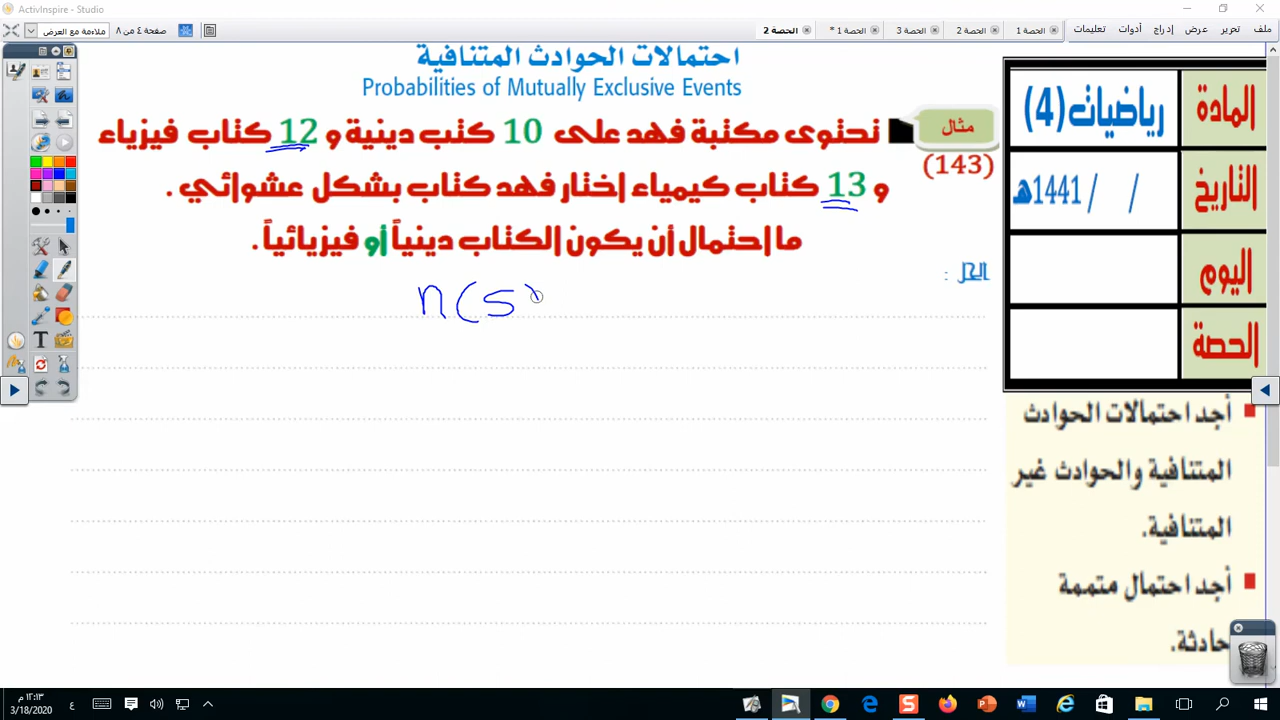 ActivInspire - Studio
ملف تحرير عرض إدراج أدوات تعليمات
الحصة 1
الحصة 2
الحصة 3
الحصة 1 *
الحصة 2
صفحة ٤ من ٨
ملاءمة مع العرض
احتمالات الحوادث المتنافية
Probabilities of Mutually Exclusive Events
مثال
(143)
تحتوى مكتبة فهد على 10 كتب دينية و 12 كتاب فيزياء
و 13 كتاب كيمياء إختار فهد كتاب بشكل عشوائي .
ما إحتمال أن يكون الكتاب دينياً أو فيزيائياً .
الحل :
n(s)
المادة
رياضيات (4)
التاريخ
/ / 1441هـ
اليوم
الحصة
أجد احتمالات الحوادث
المتنافية والحوادث غير
المتنافية.
أجد احتمال متممة
حادثة.
١٢:١٣ م
3/18/2020
ع